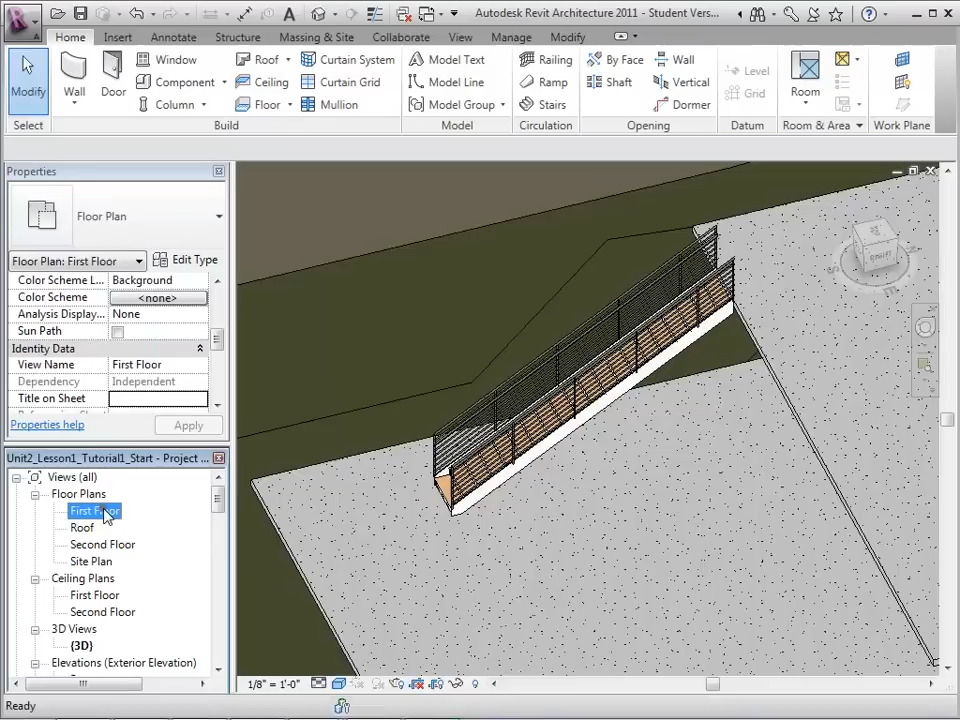 Autodesk Revit Architecture 2011 - Student Vers...
Home Insert Annotate Structure Massing & Site Collaborate View Manage Modify
Modify
Wall
Door
Window
Component
Column
Roof
Ceiling
Floor
Curtain System
Curtain Grid
Mullion
Model Text
Model Line
Model Group
Railing
Ramp
Stairs
By Face
Shaft
Wall
Vertical
Dormer
Level
Grid
Room
Select Build Model Circulation Opening Datum Room & Area Work Plane
Properties
Floor Plan
Floor Plan: First Floor Edit Type
Color Scheme L... Background
Color Scheme <none>
Analysis Display... None
Sun Path
Identity Data
View Name First Floor
Dependency Independent
Title on Sheet
Properties help Apply
Unit2_Lesson1_Tutorial1_Start - Project ...
Views (all)
Floor Plans
First Floor
Roof
Second Floor
Site Plan
Ceiling Plans
First Floor
Second Floor
3D Views
{3D}
Elevations (Exterior Elevation)
1/8" = 1'-0"
Ready